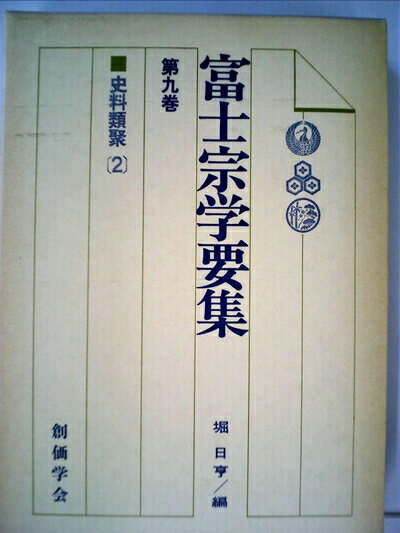 富士宗学要集
第九巻
■史料類聚〔2〕
堀日亨/編
創価学会